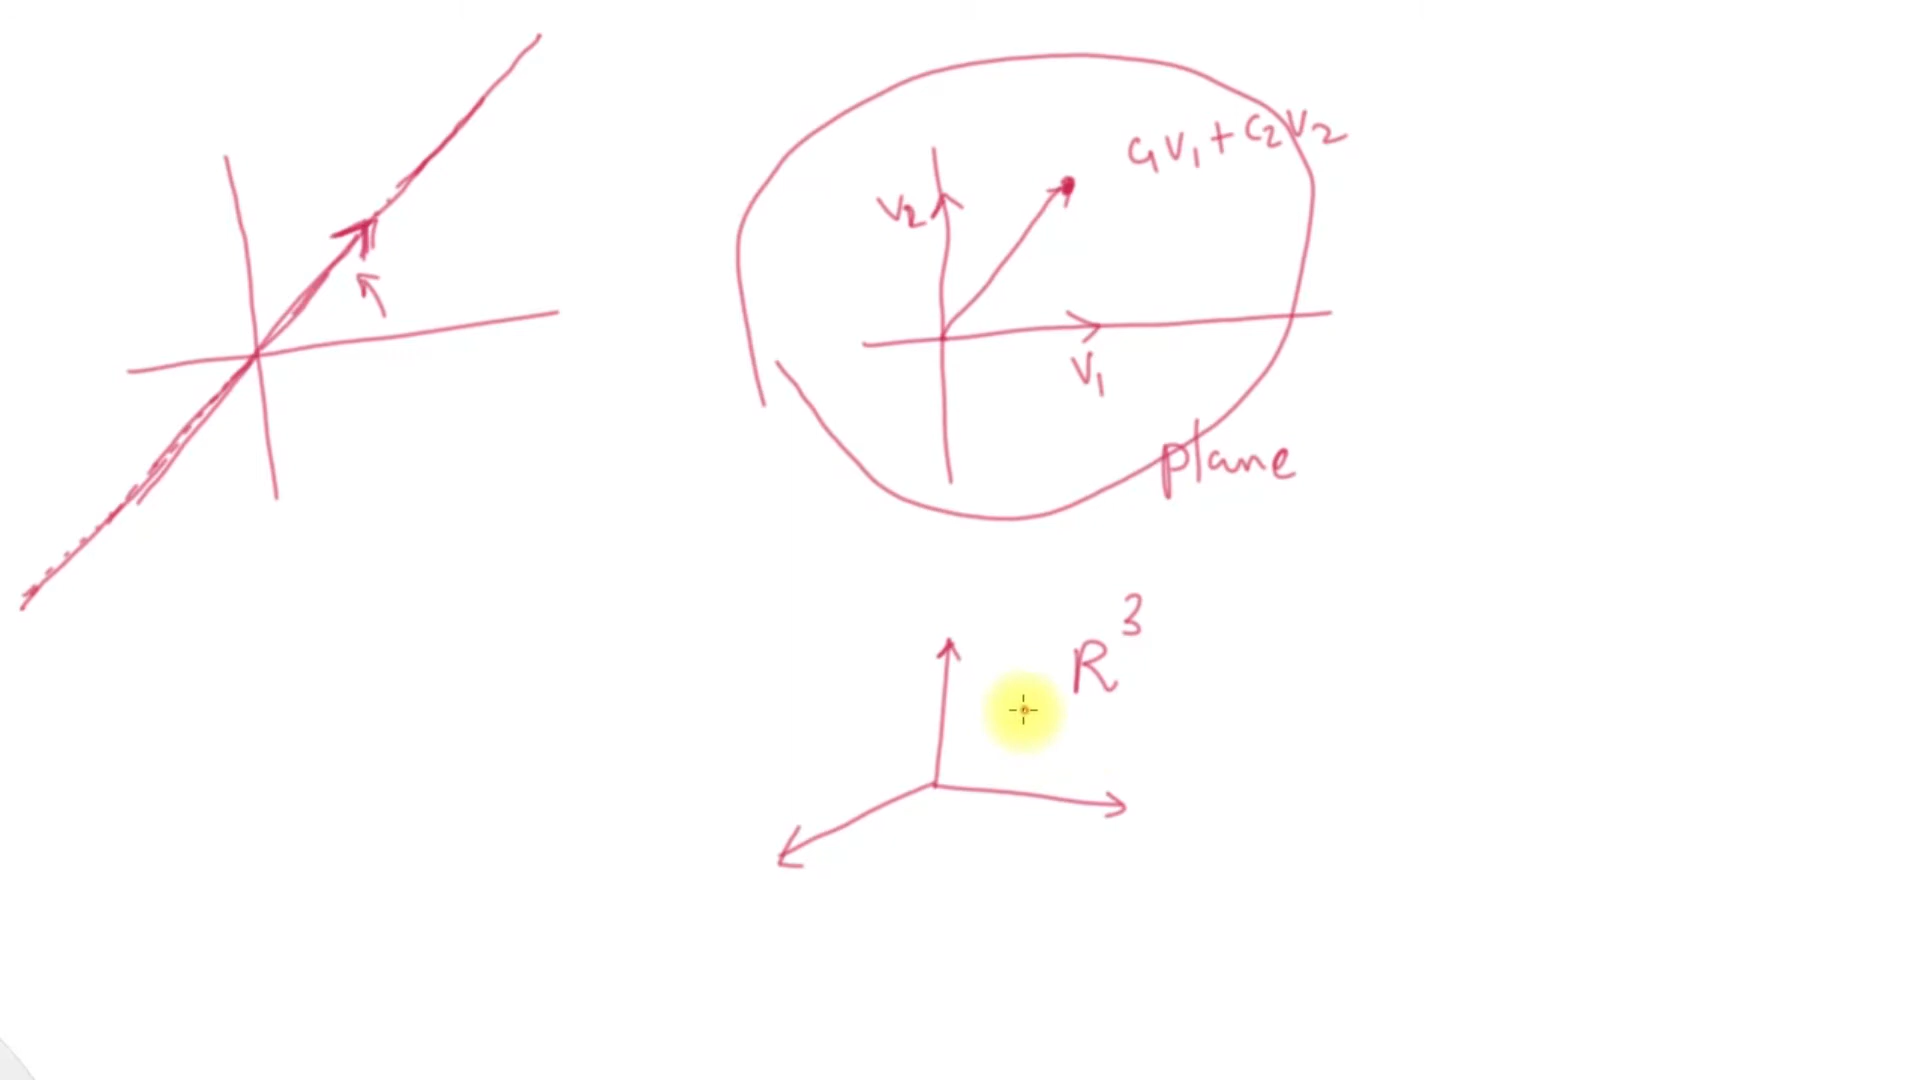 c₁v₁ + c₂v₂
v₂
v₁
plane
R³